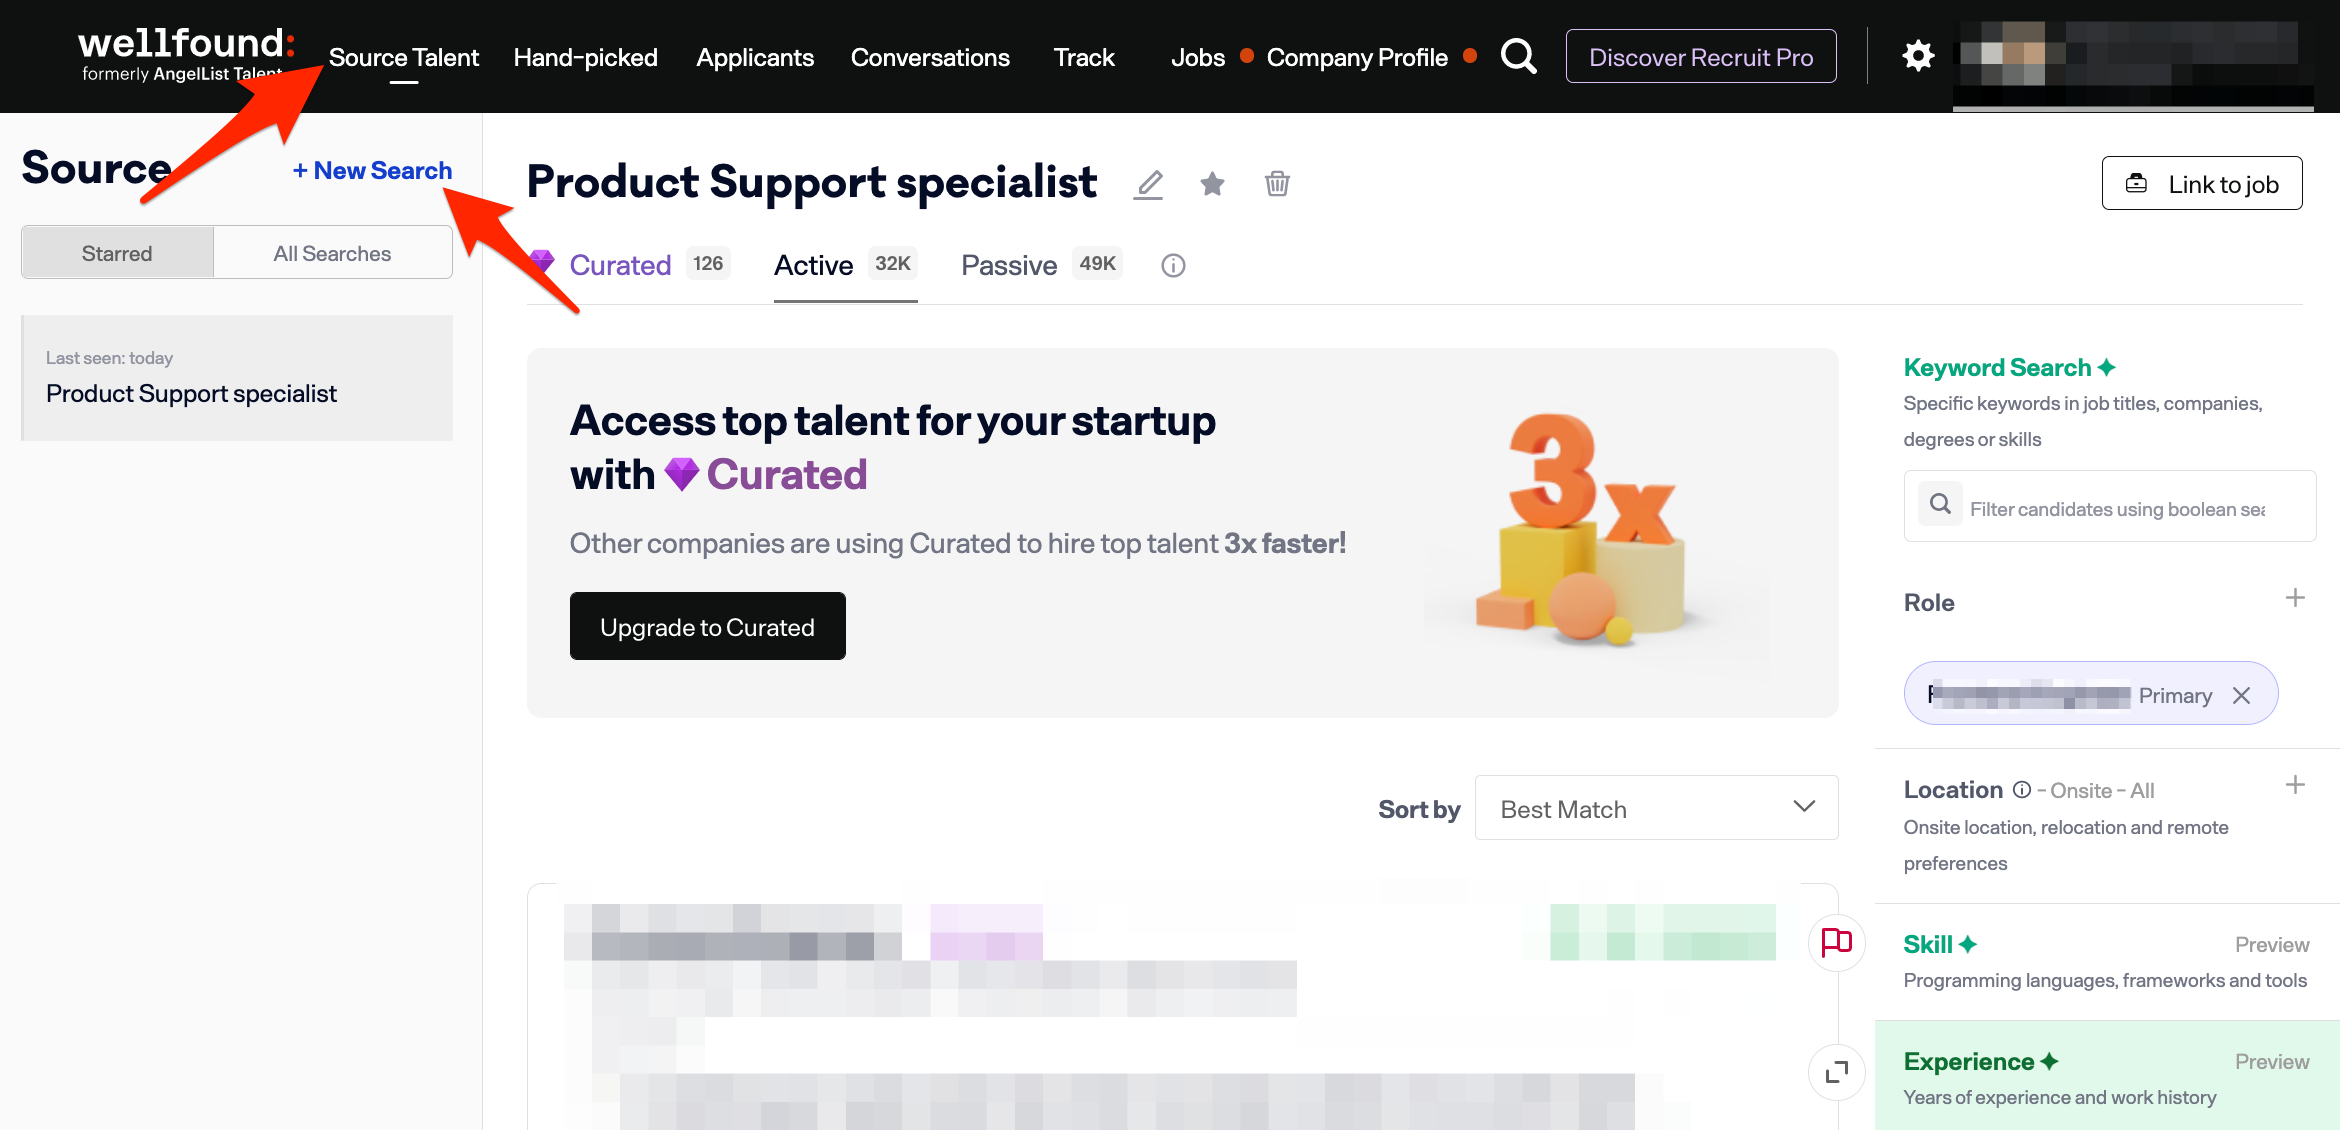 wellfound:
formerly AngelList Talent
Source Talent
Hand-picked
Applicants
Conversations
Track
Jobs
Company Profile
Discover Recruit Pro
Source
+ New Search
Starred
All Searches
Last seen: today
Product Support specialist
Product Support specialist
Link to job
Curated 126
Active 32K
Passive 49K
Access top talent for your startup
with Curated
Other companies are using Curated to hire top talent 3x faster!
Upgrade to Curated
3x
Sort by
Best Match
Keyword Search
Specific keywords in job titles, companies,
degrees or skills
Filter candidates using boolean sea
Role
Primary
Location - Onsite - All
Onsite location, relocation and remote
preferences
Skill
Preview
Programming languages, frameworks and tools
Experience
Preview
Years of experience and work history